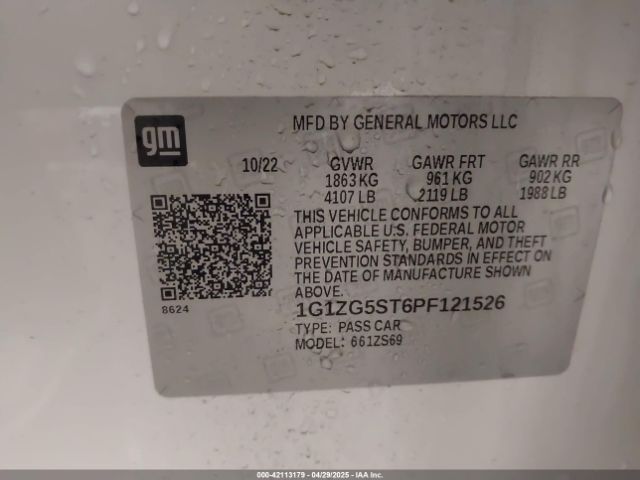 gm
MFD BY GENERAL MOTORS LLC
10/22 GVWR GAWR FRT GAWR RR
1863 KG 961 KG 902 KG
4107 LB 2119 LB 1988 LB
THIS VEHICLE CONFORMS TO ALL
APPLICABLE U.S. FEDERAL MOTOR
VEHICLE SAFETY, BUMPER, AND THEFT
PREVENTION STANDARDS IN EFFECT ON
THE DATE OF MANUFACTURE SHOWN
ABOVE.
8624
1G1ZG5ST6PF121526
TYPE: PASS CAR
MODEL: 661ZS69
000-42113179 - 04/29/2025 - IAA Inc.